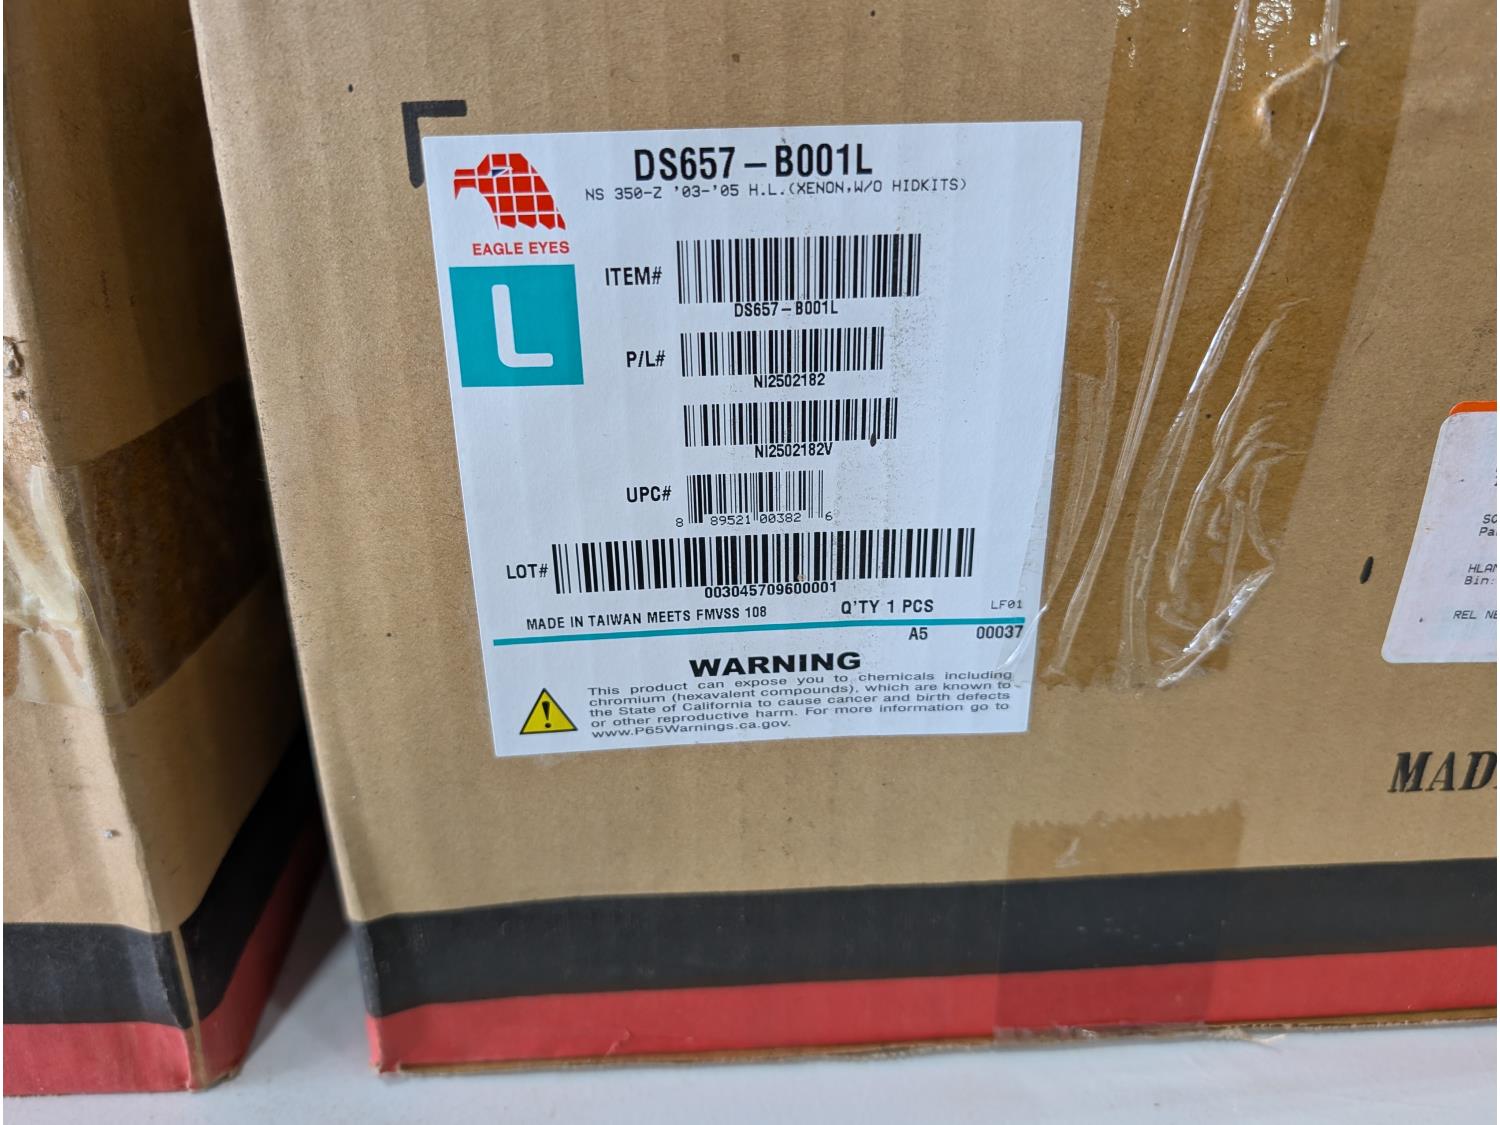 DS657-B001L
NS 350-Z '03-'05 H.L.(XENON,W/O HIDKITS)
EAGLE EYES
L
ITEM#
DS657-B001L
P/L#
NI2502182
NI2502182V
UPC#
8 89521 00382 6
LOT#
003045709600001
MADE IN TAIWAN MEETS FMVSS 108
Q'TY 1 PCS
LF01
A5 00037
WARNING
This product can expose you to chemicals including
chromium (hexavalent compounds), which are known to
the State of California to cause cancer and birth defects
or other reproductive harm. For more information go to
www.P65Warnings.ca.gov.
Bin:
REL
MAD